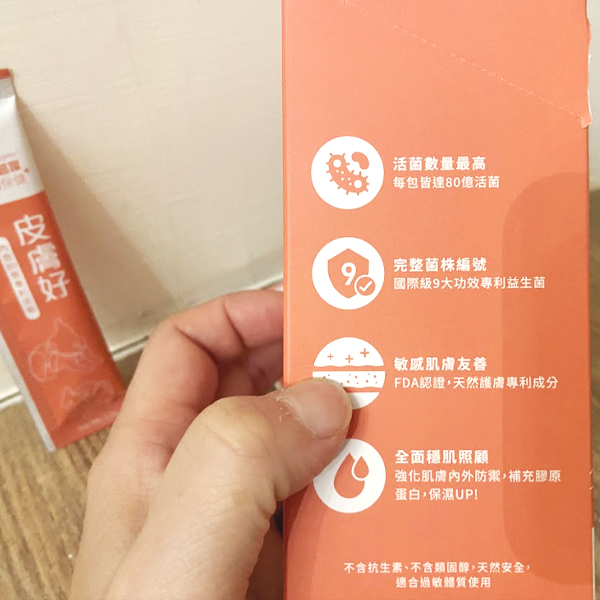 皮膚好
活菌數量最高
每包皆達80億活菌
9
完整菌株編號
國際級9大功效專利益生菌
敏感肌膚友善
FDA認證,天然護膚專利成分
全面穩肌照顧
強化肌膚內外防禦,補充膠原
蛋白,保濕UP!
不含抗生素、不含類固醇,天然安全,
適合過敏體質使用